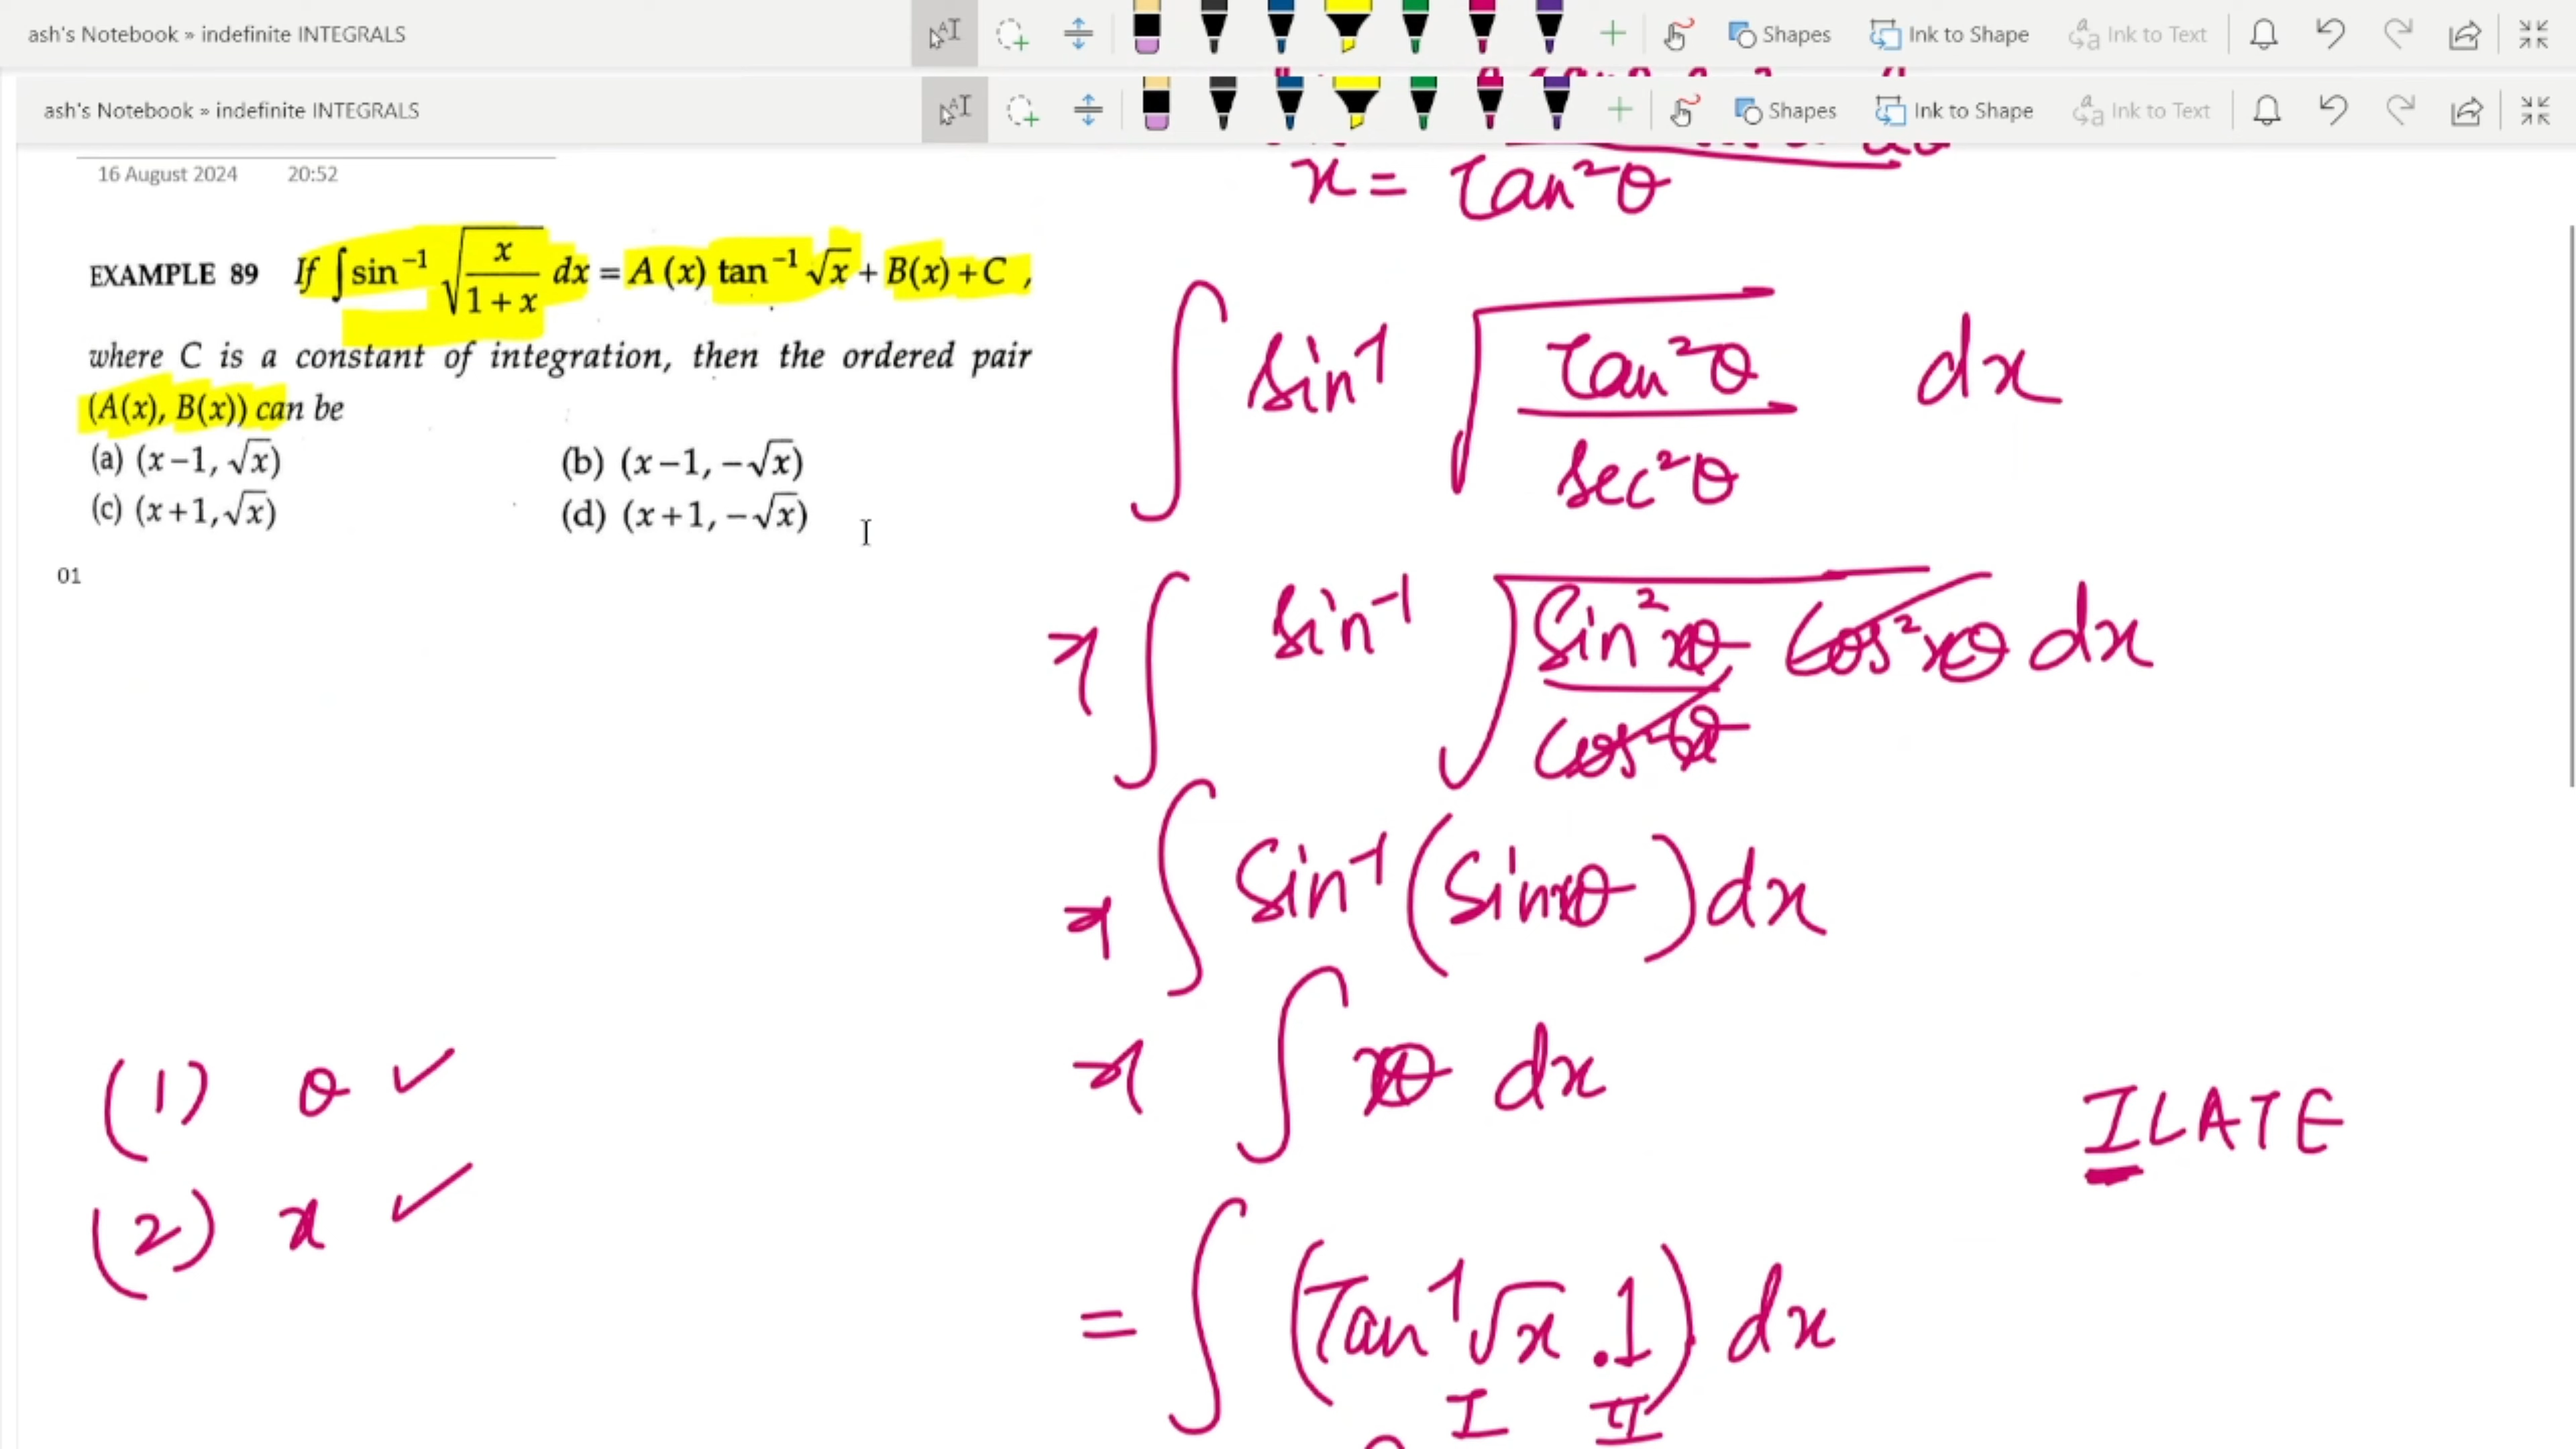 ash's Notebook » indefinite INTEGRALS
Shapes Ink to Shape Ink to Text
ash's Notebook » indefinite INTEGRALS
Shapes Ink to Shape Ink to Text
16 August 2024 20:52
x = Tan²θ
EXAMPLE 89 If ∫ sin⁻¹ √(x/(1 + x)) dx = A (x) tan⁻¹ √x + B(x) + C ,
where C is a constant of integration, then the ordered pair
(A(x), B(x)) can be
(a) (x−1, √x) (b) (x−1, −√x)
(c) (x+1, √x) (d) (x+1, −√x)
01
∫ sin⁻¹ √(Tan²θ / sec²θ) dx
∫ sin⁻¹ √(Sin²θ / cos²θ Cos²θ) dx
∫ Sin⁻¹ (Sinθ) dx
∫ θ dx
(1) θ ✓
ILATE
(2) x ✓
= ∫ (Tan⁻¹√x . 1) dx
I II